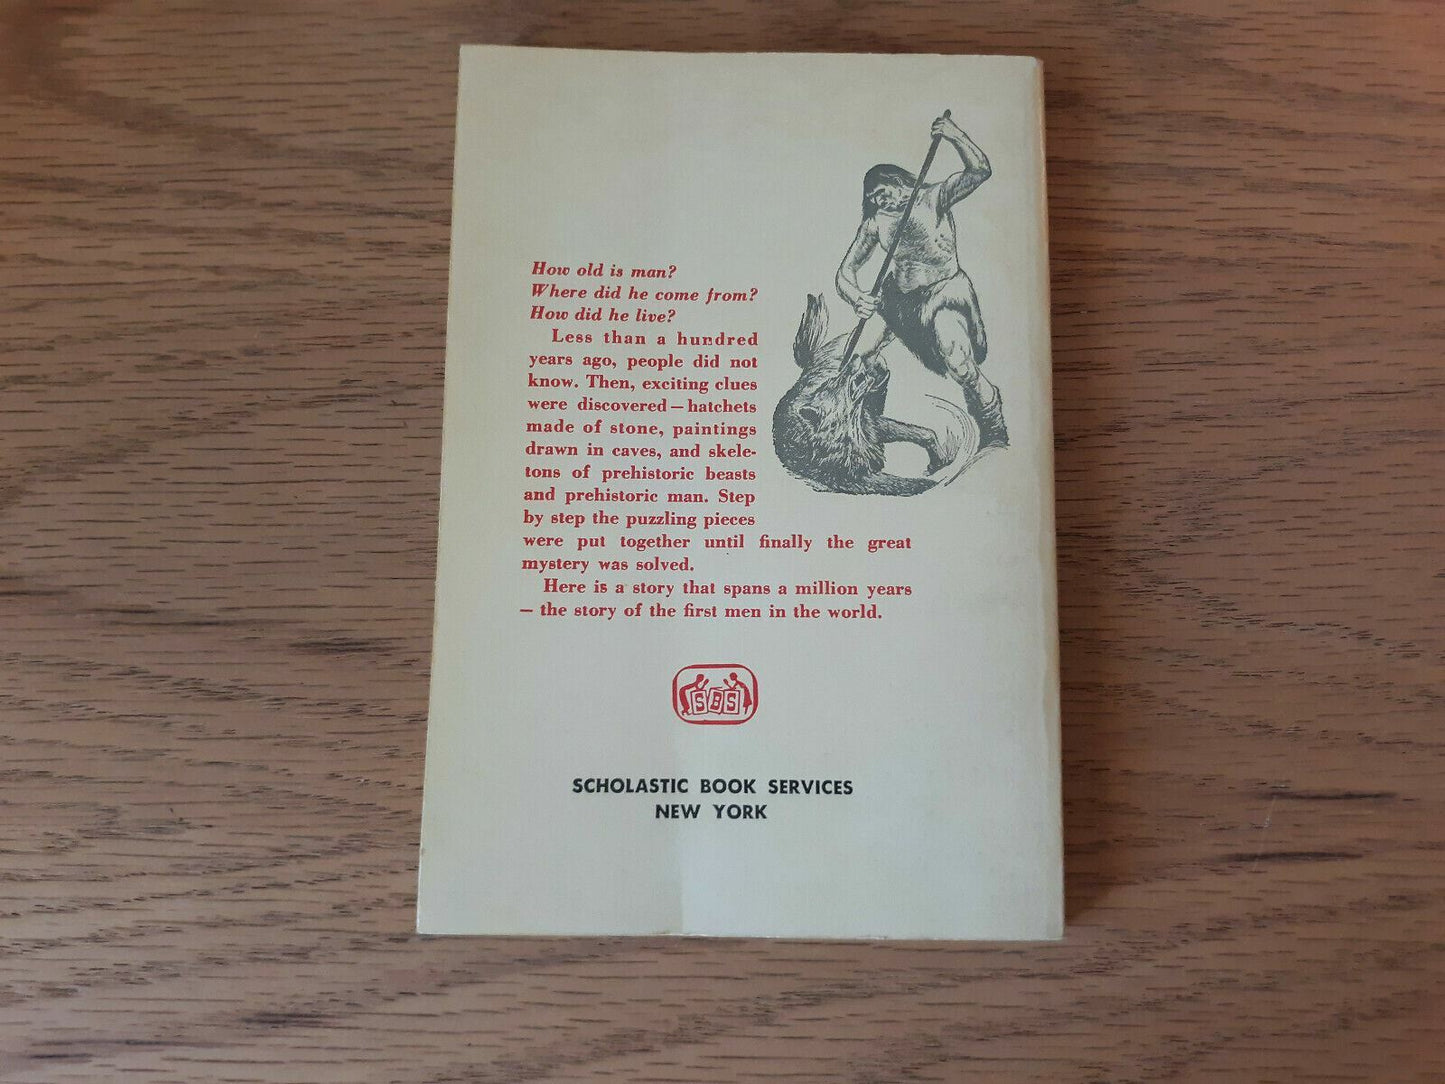 How old is man?
Where did he come from?
How did he live?
Less than a hundred
years ago, people did not
know. Then, exciting clues
were discovered — hatchets
made of stone, paintings
drawn in caves, and skele-
tons of prehistoric beasts
and prehistoric man. Step
by step the puzzling pieces
were put together until finally the great
mystery was solved.
Here is a story that spans a million years
— the story of the first men in the world.
SBS
SCHOLASTIC BOOK SERVICES
NEW YORK